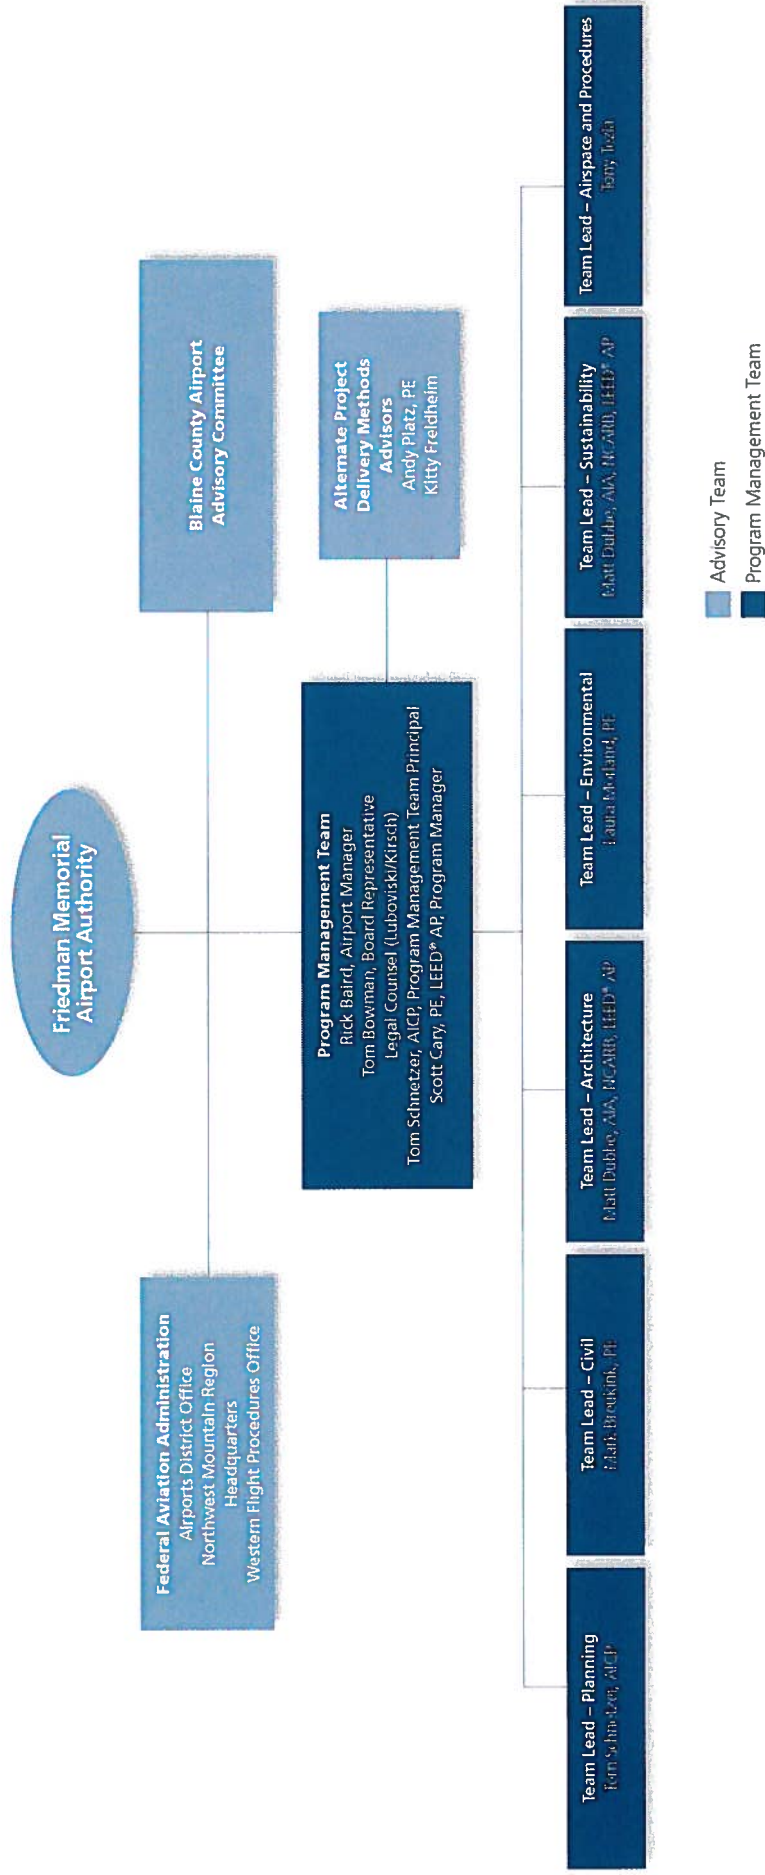 Friedman Memorial
Airport Authority
Federal Aviation Administration
Airports District Office
Northwest Mountain Region
Headquarters
Western Flight Procedures Office
Blaine County Airport
Advisory Committee
Program Management Team
Rick Baird, Airport Manager
Tom Bowman, Board Representative
Legal Counsel (Luboviski/Kirsch)
Tom Schnetzer, AICP, Program Management Team Principal
Scott Cary, PE, LEED® AP, Program Manager
Alternate Project
Delivery Methods
Advisors
Andy Platz, PE
Kitty Freidheim
Team Lead – Planning
Tom Schnetzer, AICP
Team Lead – Civil
Mark Breukink, PE
Team Lead – Architecture
Matt Dubbe, AIA, NCARB, LEED® AP
Team Lead – Environmental
Laura Morland, PE
Team Lead – Sustainability
Matt Dubbe, AIA, NCARB, LEED® AP
Team Lead – Airspace and Procedures
Tony
Advisory Team
Program Management Team